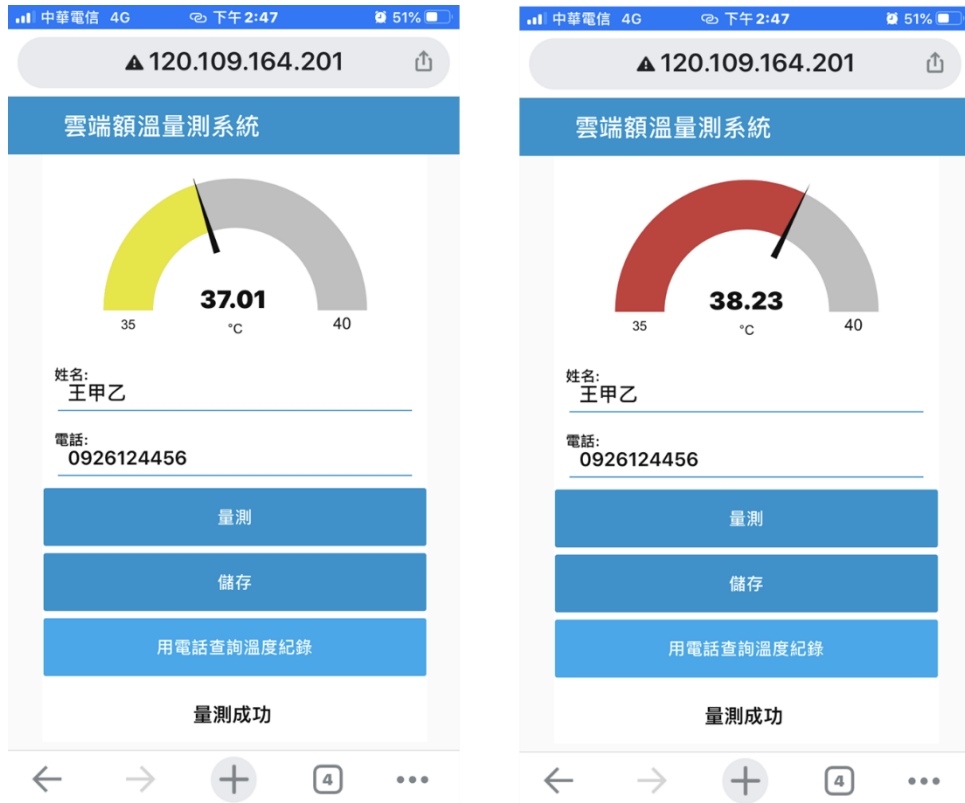 中華電信 4G 下午2:47 51%
120.109.164.201
雲端額溫量測系統
37.01
35 °C 40
姓名:
王甲乙
電話:
0926124456
量測
儲存
用電話查詢溫度紀錄
量測成功
4
中華電信 4G 下午2:47 51%
120.109.164.201
雲端額溫量測系統
38.23
35 °C 40
姓名:
王甲乙
電話:
0926124456
量測
儲存
用電話查詢溫度紀錄
量測成功
4